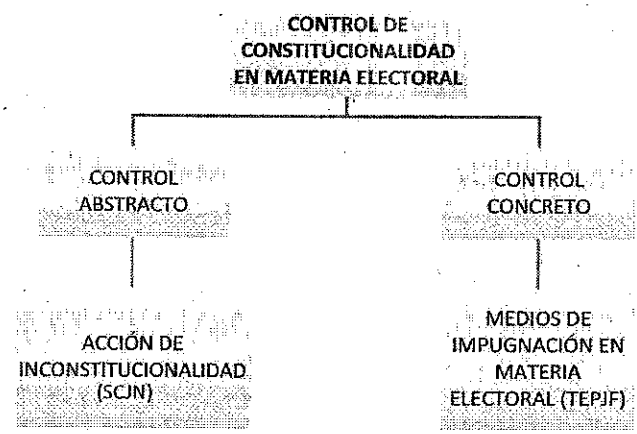 CONTROL DE
CONSTITUCIONALIDAD
EN MATERIA ELECTORAL
CONTROL
ABSTRACTO
CONTROL
CONCRETO
ACCIÓN DE
INCONSTITUCIONALIDAD
(SCJN)
MEDIOS DE
IMPUGNACIÓN EN
MATERIA
ELECTORAL (TEPJF)